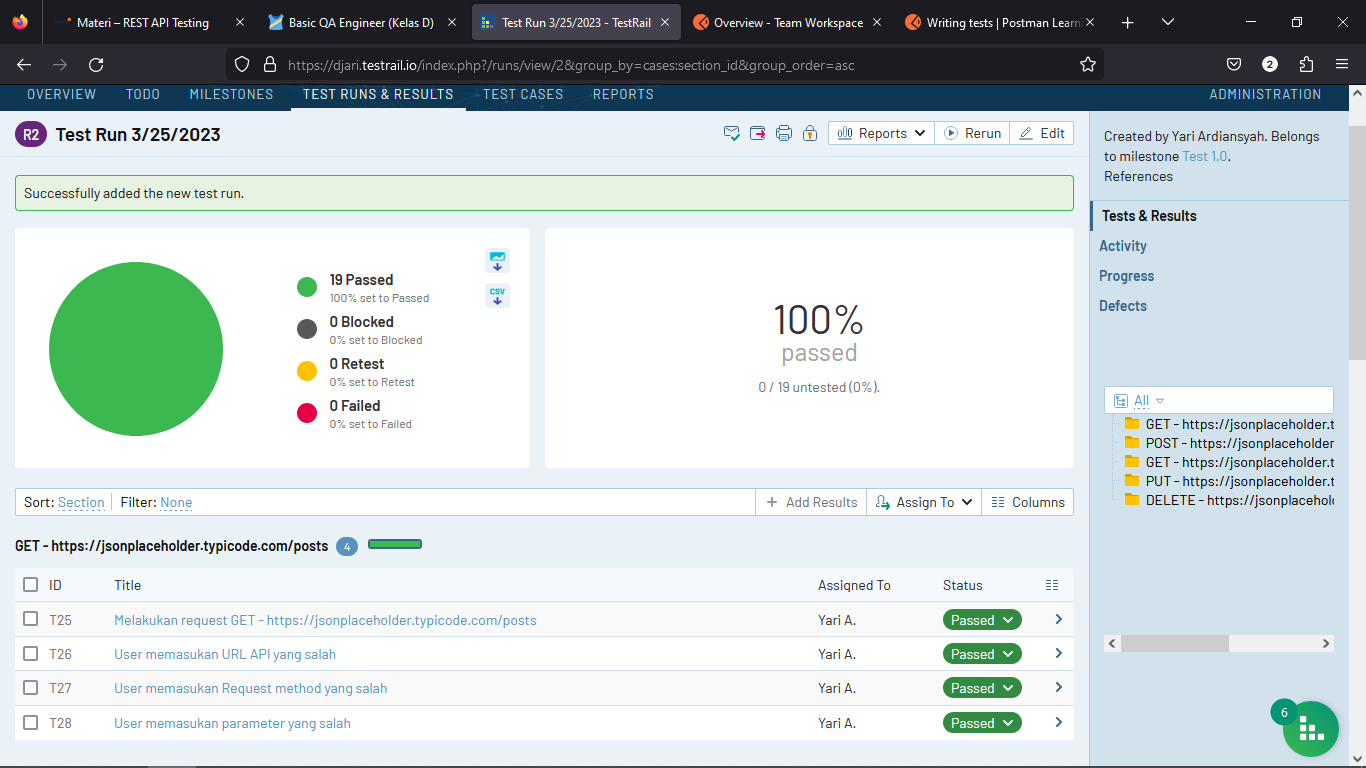 Materi – REST API Testing
Basic QA Engineer (Kelas D)
Test Run 3/25/2023 - TestRail
Overview - Team Workspace
Writing tests | Postman Learni
https://djari.testrail.io/index.php?/runs/view/2&group_by=cases:section_id&group_order=asc
2
OVERVIEW TODO MILESTONES TEST RUNS & RESULTS TEST CASES REPORTS ADMINISTRATION
R2 Test Run 3/25/2023
Reports Rerun Edit
Successfully added the new test run.
19 Passed
100% set to Passed
0 Blocked
0% set to Blocked
0 Retest
0% set to Retest
0 Failed
0% set to Failed
CSV
100%
passed
0 / 19 untested (0%).
Sort: Section Filter: None
Add Results Assign To Columns
GET - https://jsonplaceholder.typicode.com/posts 4
ID Title Assigned To Status
T25 Melakukan request GET - https://jsonplaceholder.typicode.com/posts Yari A. Passed
T26 User memasukan URL API yang salah Yari A. Passed
T27 User memasukan Request method yang salah Yari A. Passed
T28 User memasukan parameter yang salah Yari A. Passed
Created by Yari Ardiansyah. Belongs
to milestone Test 1.0.
References
Tests & Results
Activity
Progress
Defects
All
GET - https://jsonplaceholder.t
POST - https://jsonplaceholder
GET - https://jsonplaceholder.t
PUT - https://jsonplaceholder.t
DELETE - https://jsonplacehol
6